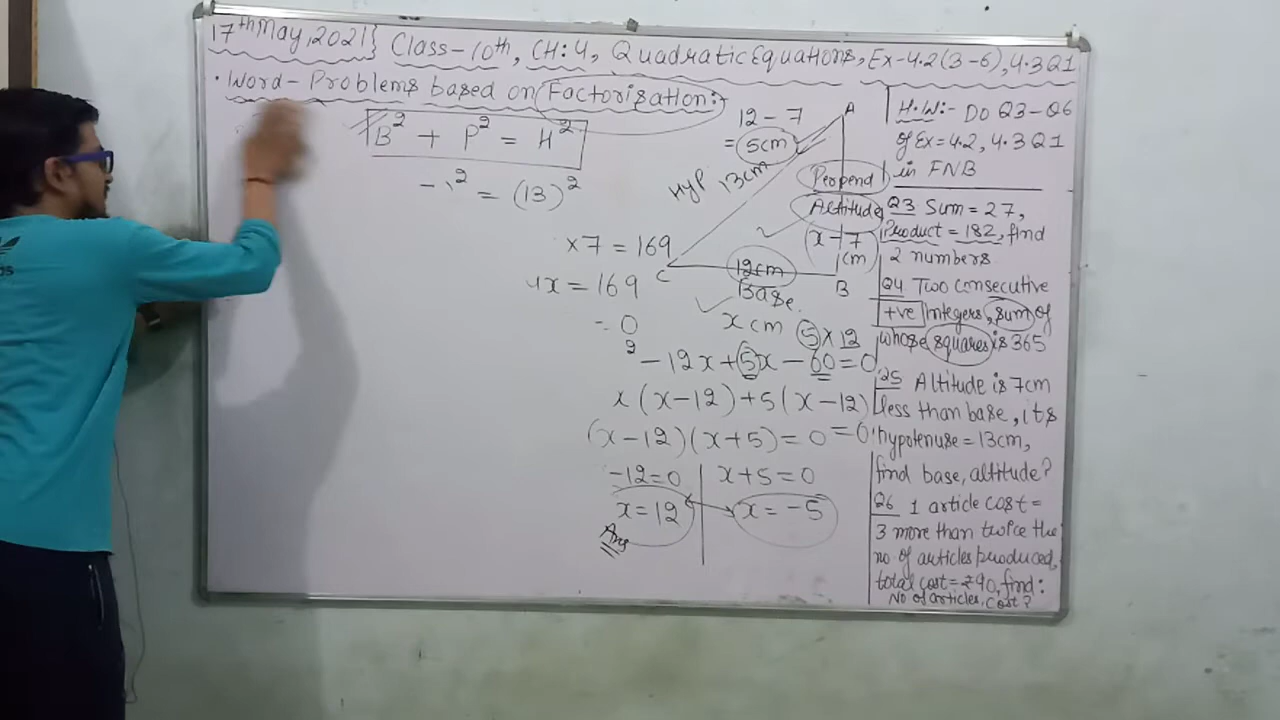 17th May, 2021} Class-10th, CH: 4, Quadratic Equations, Ex-4.2(3-6), 4.3 Q1
· Word-Problems based on Factorisation:-
B² + P² = H²
² = (13)²
x7 = 169
x = 169
0
² - 12x + 5x - 60 = 0
5 x 12
x(x-12) + 5(x-12)
= 0
(x-12)(x+5) = 0
-12 = 0
x+5 = 0
x = 12
x = -5
Ans
12 - 7
= 5cm
A
Hyp
13cm
Perpend
Altitude
(x-7)
cm
C
12cm
B
Base
x cm
H.W:- Do Q3-Q6
of Ex=4.2, 4.3 Q1
in FNB
Q3 Sum = 27,
Product = 182, find
2 numbers
Q4 Two consecutive
+ve Integers, sum of
whose squares is 365
Q5 Altitude is 7cm
less than base, its
hypotenuse = 13cm,
find base, altitude?
Q6 1 article cost =
3 more than twice the
no of articles produced,
total cost = ₹90, find:
No of articles, cost?